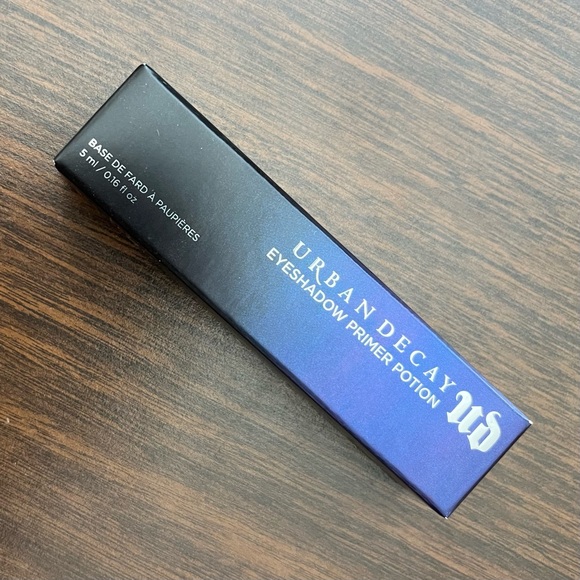 BASE DE FARD À PAUPIÈRES
5 ml / 0.16 fl oz
URBAN DECAY
EYESHADOW PRIMER POTION
UD